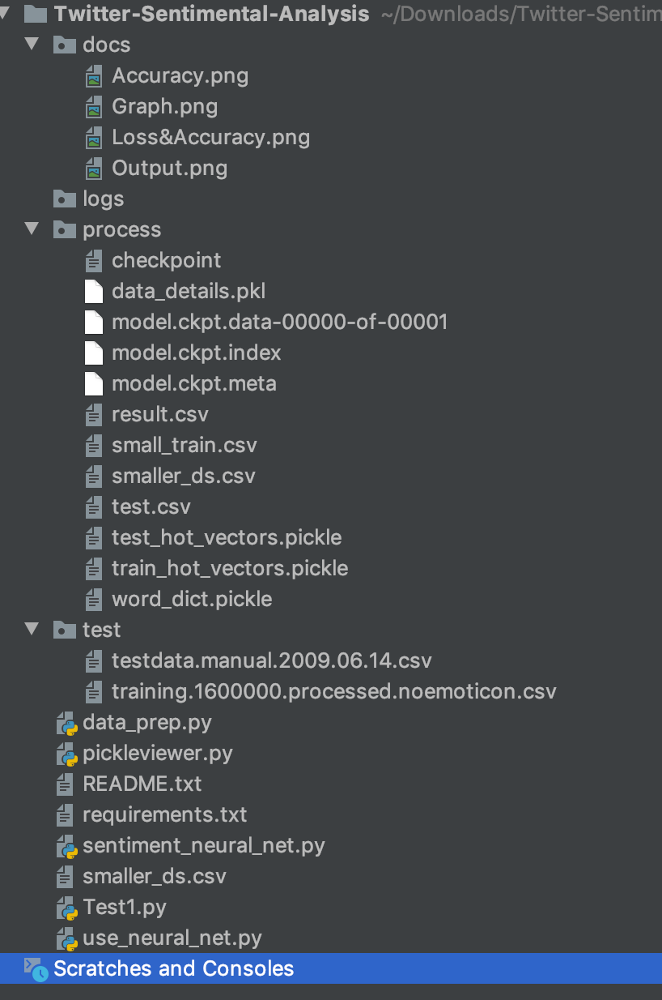 Twitter-Sentimental-Analysis ~/Downloads/Twitter-Sentim
docs
Accuracy.png
Graph.png
Loss&Accuracy.png
Output.png
logs
process
checkpoint
data_details.pkl
model.ckpt.data-00000-of-00001
model.ckpt.index
model.ckpt.meta
result.csv
small_train.csv
smaller_ds.csv
test.csv
test_hot_vectors.pickle
train_hot_vectors.pickle
word_dict.pickle
test
testdata.manual.2009.06.14.csv
training.1600000.processed.noemoticon.csv
data_prep.py
pickleviewer.py
README.txt
requirements.txt
sentiment_neural_net.py
smaller_ds.csv
Test1.py
use_neural_net.py
Scratches and Consoles